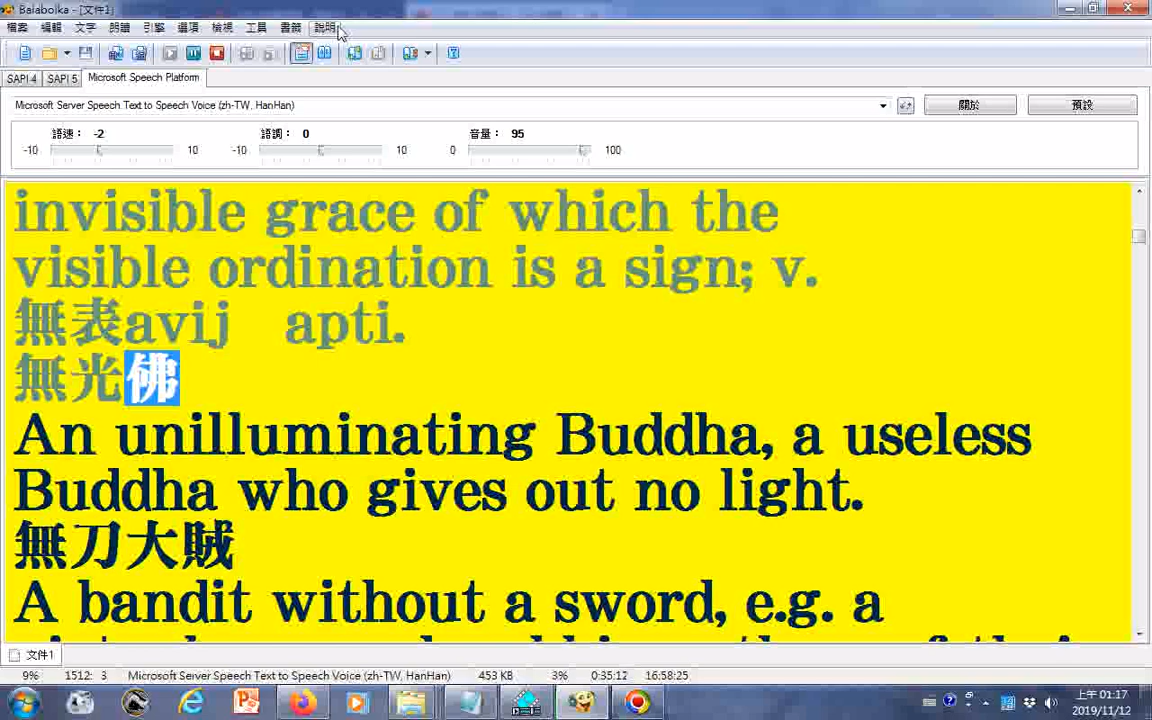 Balabolka - [文件1]
檔案 編輯 文字 朗讀 引擎 選項 檢視 工具 書籤 說明
SAPI 4 SAPI 5 Microsoft Speech Platform
Microsoft Server Speech Text to Speech Voice (zh-TW, HanHan) 關於 預設
語速： -2 語調： 0 音量： 95
-10 10 -10 10 0 100
invisible grace of which the
visible ordination is a sign; v.
無表avij apti.
無光佛
An unilluminating Buddha, a useless
Buddha who gives out no light.
無刀大賊
A bandit without a sword, e.g. a
文件1
9% 1512: 3 Microsoft Server Speech Text to Speech Voice (zh-TW, HanHan) 453 KB 3% 0:35:12 16:58:25
上午 01:17
2019/11/12